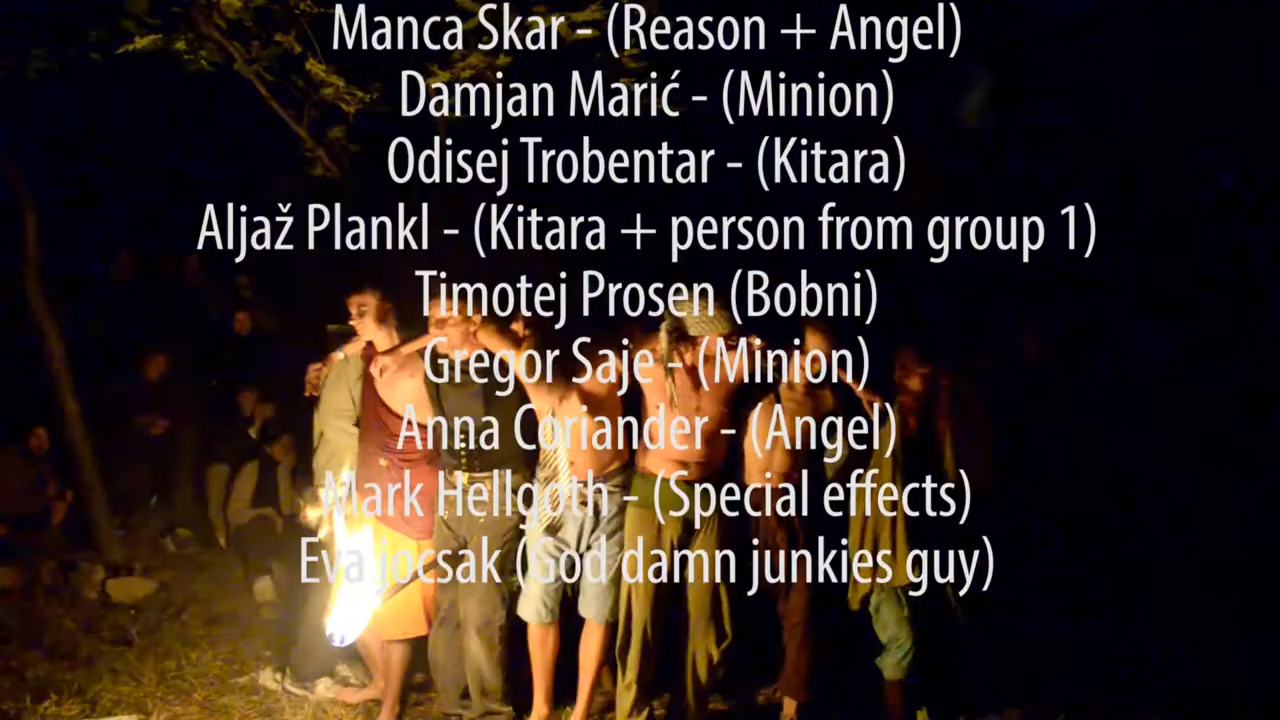 Manca Skar - (Reason + Angel)
Damjan Marić - (Minion)
Odisej Trobentar - (Kitara)
Aljaž Plankl - (Kitara + person from group 1)
Timotej Prosen (Bobni)
Gregor Saje - (Minion)
Anna Coriander - (Angel)
Mark Hellgoth - (Special effects)
Eva jocsak (God damn junkies guy)